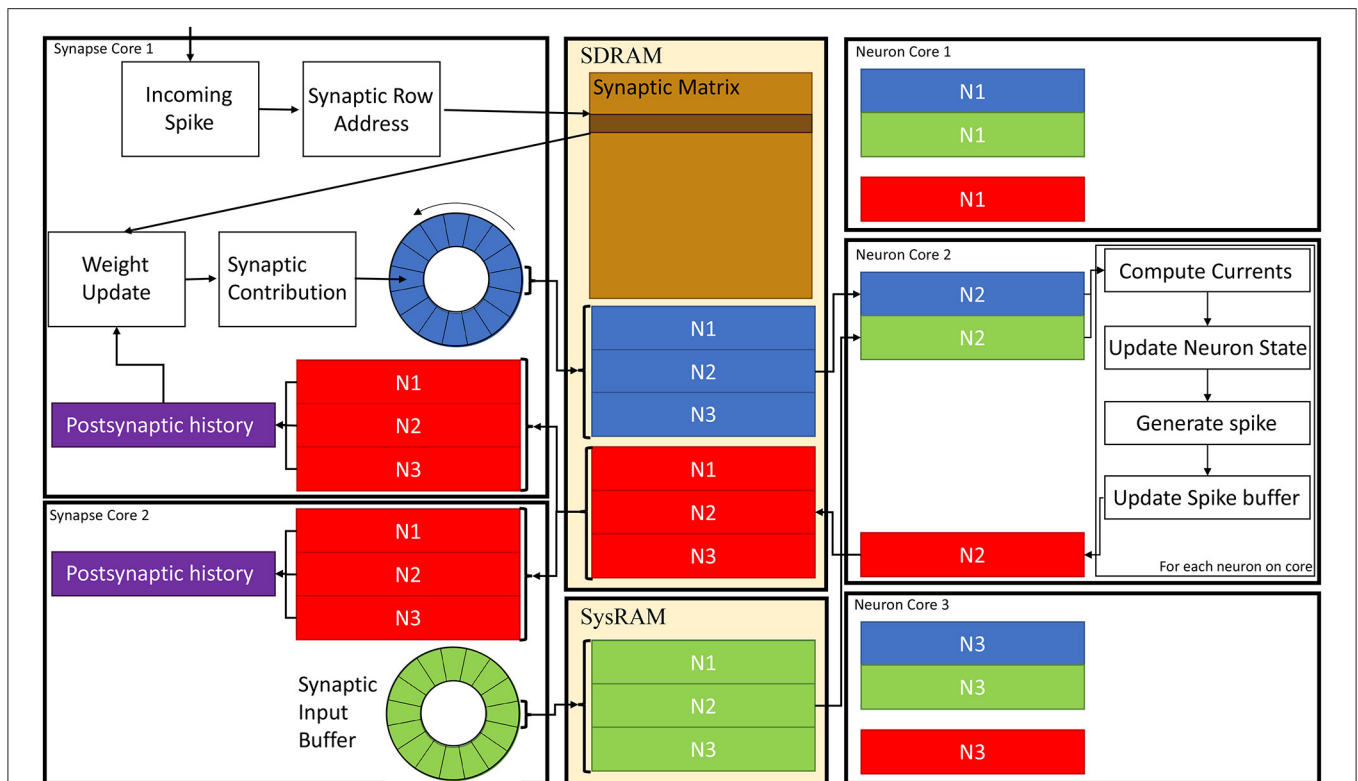 Synapse Core 1
Incoming
Spike
Synaptic Row
Address
Weight
Update
Synaptic
Contribution
Postsynaptic history
N1
N2
N3
Synapse Core 2
Postsynaptic history
N1
N2
N3
Synaptic
Input
Buffer
SDRAM
Synaptic Matrix
N1
N2
N3
N1
N2
N3
SysRAM
N1
N2
N3
Neuron Core 1
N1
N1
N1
Neuron Core 2
N2
N2
N2
Compute Currents
Update Neuron State
Generate spike
Update Spike buffer
For each neuron on core
Neuron Core 3
N3
N3
N3